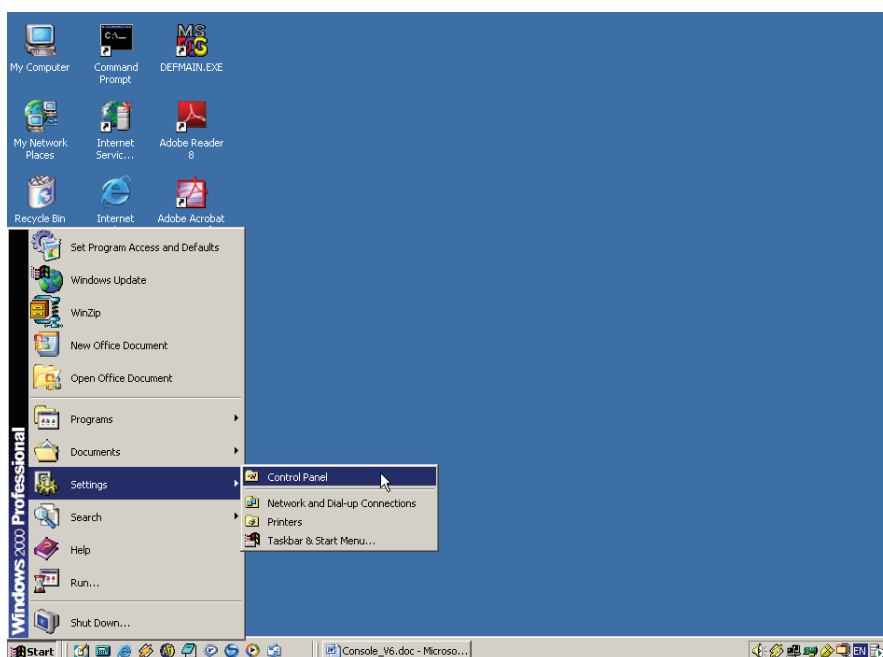 My Computer
Command
Prompt
DEFMAIN.EXE
My Network
Places
Internet
Servic...
Adobe Reader
8
Recycle Bin
Internet
Adobe Acrobat
Set Program Access and Defaults
Windows Update
WinZip
New Office Document
Open Office Document
Programs
Documents
Settings
Search
Help
Run...
Shut Down...
Windows 2000 Professional
Control Panel
Network and Dial-up Connections
Printers
Taskbar & Start Menu...
Start
Console_V6.doc - Microso...
EN